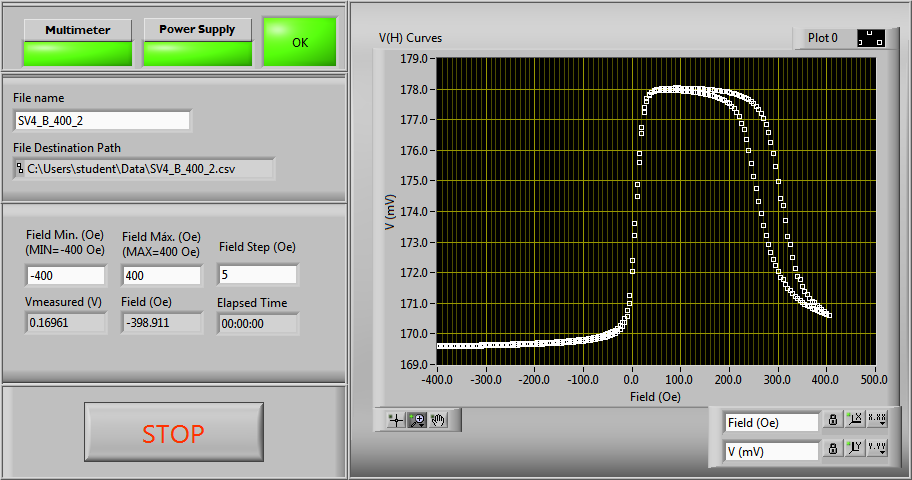 Multimeter
Power Supply
OK
File name
SV4_B_400_2
File Destination Path
C:\Users\student\Data\SV4_B_400_2.csv
Field Min. (Oe)
(MIN=-400 Oe)
Field Máx. (Oe)
(MAX=400 Oe)
Field Step (Oe)
-400
400
5
Vmeasured (V)
Field (Oe)
Elapsed Time
0.16961
-398.911
00:00:00
STOP
V(H) Curves
Plot 0
V (mV)
179.0
178.0
177.0
176.0
175.0
174.0
173.0
172.0
171.0
170.0
169.0
-400.0 -300.0 -200.0 -100.0 0.0 100.0 200.0 300.0 400.0 500.0
Field (Oe)
Field (Oe)
X
X.XX
V (mV)
Y
Y.YY